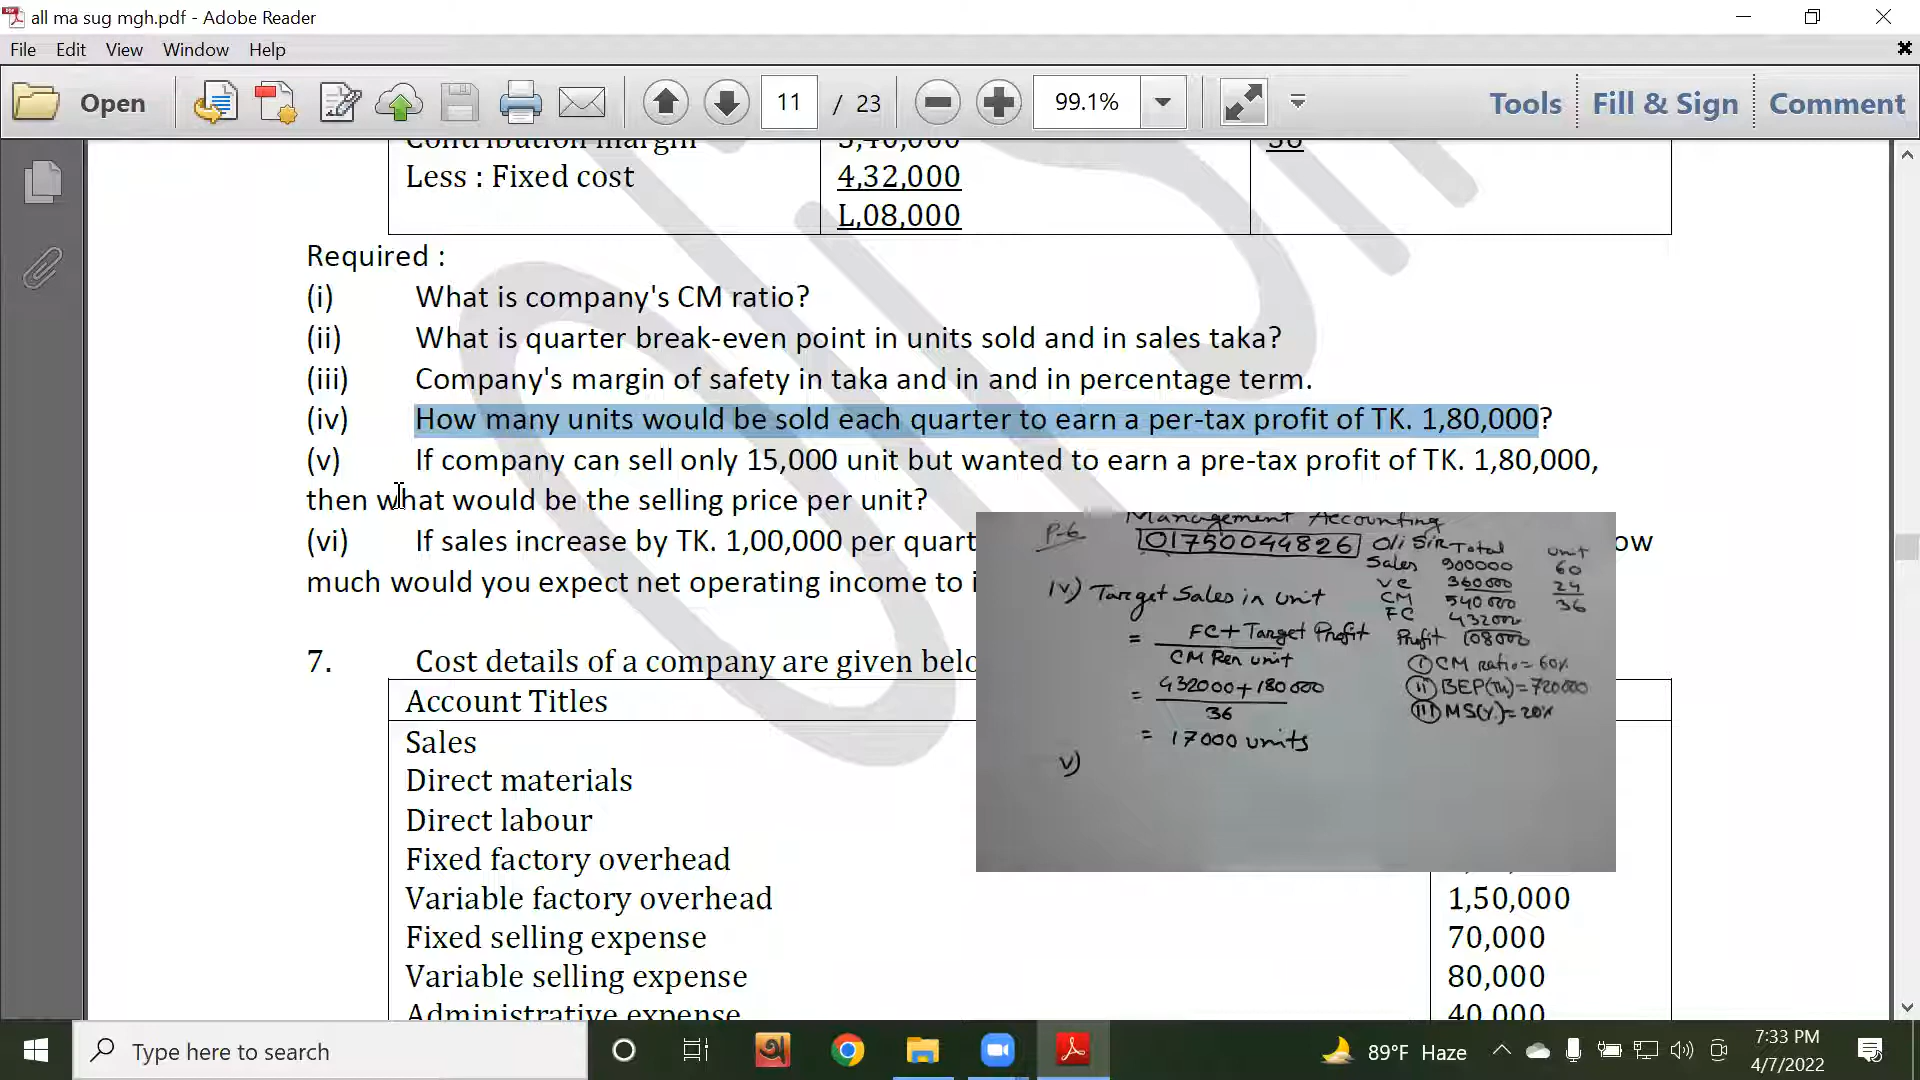 all ma sug mgh.pdf - Adobe Reader
File Edit View Window Help
Open 11 / 23 99.1% Tools Fill & Sign Comment
Contribution margin 5,40,000 36
Less : Fixed cost 4,32,000
L,08,000
Required :
(i) What is company's CM ratio?
(ii) What is quarter break-even point in units sold and in sales taka?
(iii) Company's margin of safety in taka and in and in percentage term.
(iv) How many units would be sold each quarter to earn a per-tax profit of TK. 1,80,000?
(v) If company can sell only 15,000 unit but wanted to earn a pre-tax profit of TK. 1,80,000,
then what would be the selling price per unit?
(vi) If sales increase by TK. 1,00,000 per quart
ow
much would you expect net operating income to i
7. Cost details of a company are given belo
Account Titles
Sales
Direct materials
Direct labour
Fixed factory overhead
Variable factory overhead 1,50,000
Fixed selling expense 70,000
Variable selling expense 80,000
Administrative expense 40,000
P-6 Management Accounting
01750044826 Oli Sir
Total unit
Sales 900000 60
VC 360000 24
CM 540000 36
FC 432000
Profit 108000
iv) Target Sales in unit
= FC + Target Profit
CM Per unit
= 432000 + 180000
36
= 17000 units
(i) CM ratio = 60%
(ii) BEP(TK) = 720000
(iii) MS(%) = 20%
v)
Type here to search
89°F Haze
7:33 PM
4/7/2022